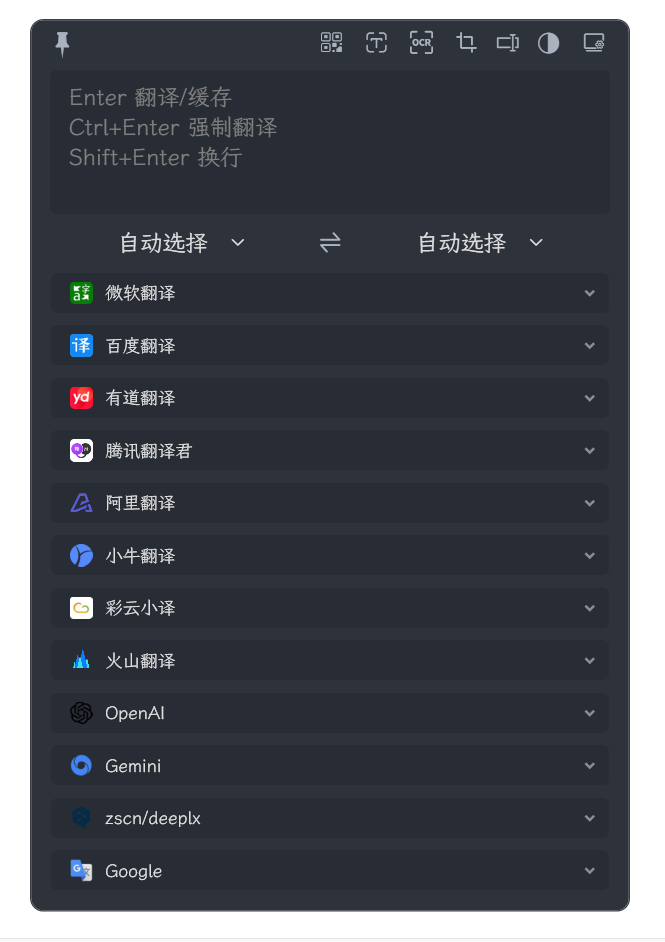 OCR
Enter 翻译/缓存
Ctrl+Enter 强制翻译
Shift+Enter 换行
自动选择 自动选择
微软翻译
百度翻译
有道翻译
腾讯翻译君
阿里翻译
小牛翻译
彩云小译
火山翻译
OpenAI
Gemini
zscn/deeplx
Google